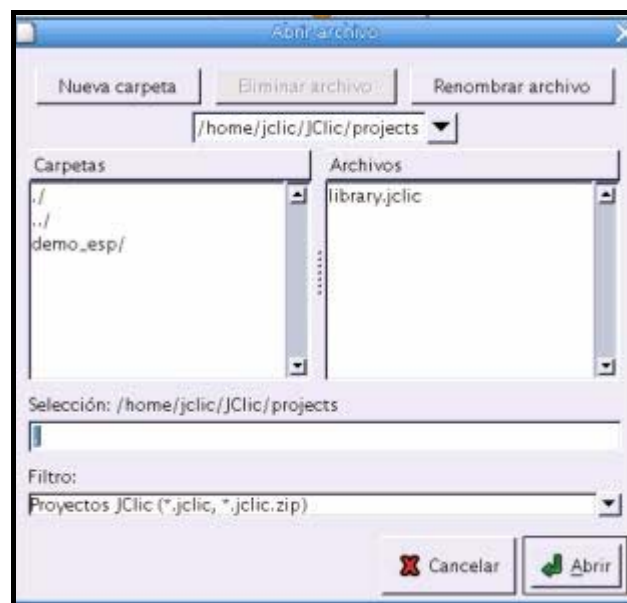 Abrir archivo
Nueva carpeta Eliminar archivo Renombrar archivo
/home/jclic/JClic/projects
Carpetas Archivos
./ library.jclic
../
demo_esp/
Selección: /home/jclic/JClic/projects
Filtro:
Proyectos JClic (*.jclic, *.jclic.zip)
Cancelar Abrir